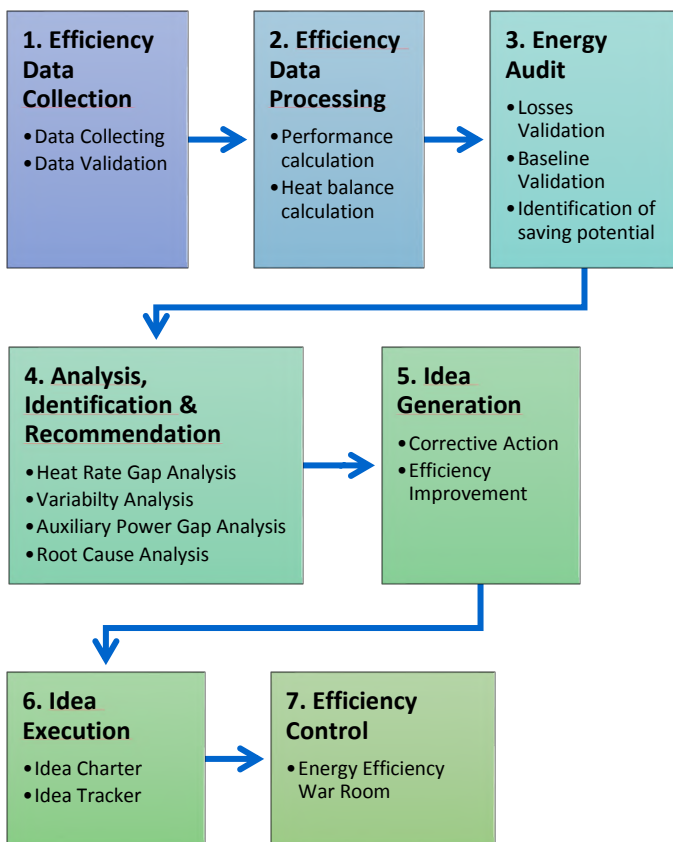 1. Efficiency
Data
Collection
•Data Collecting
•Data Validation
2. Efficiency
Data
Processing
•Performance
calculation
•Heat balance
calculation
3. Energy
Audit
•Losses
Validation
•Baseline
Validation
•Identification of
saving potential
4. Analysis,
Identification &
Recommendation
•Heat Rate Gap Analysis
•Variabilty Analysis
•Auxiliary Power Gap Analysis
•Root Cause Analysis
5. Idea
Generation
•Corrective Action
•Efficiency
Improvement
6. Idea
Execution
•Idea Charter
•Idea Tracker
7. Efficiency
Control
•Energy Efficiency
War Room